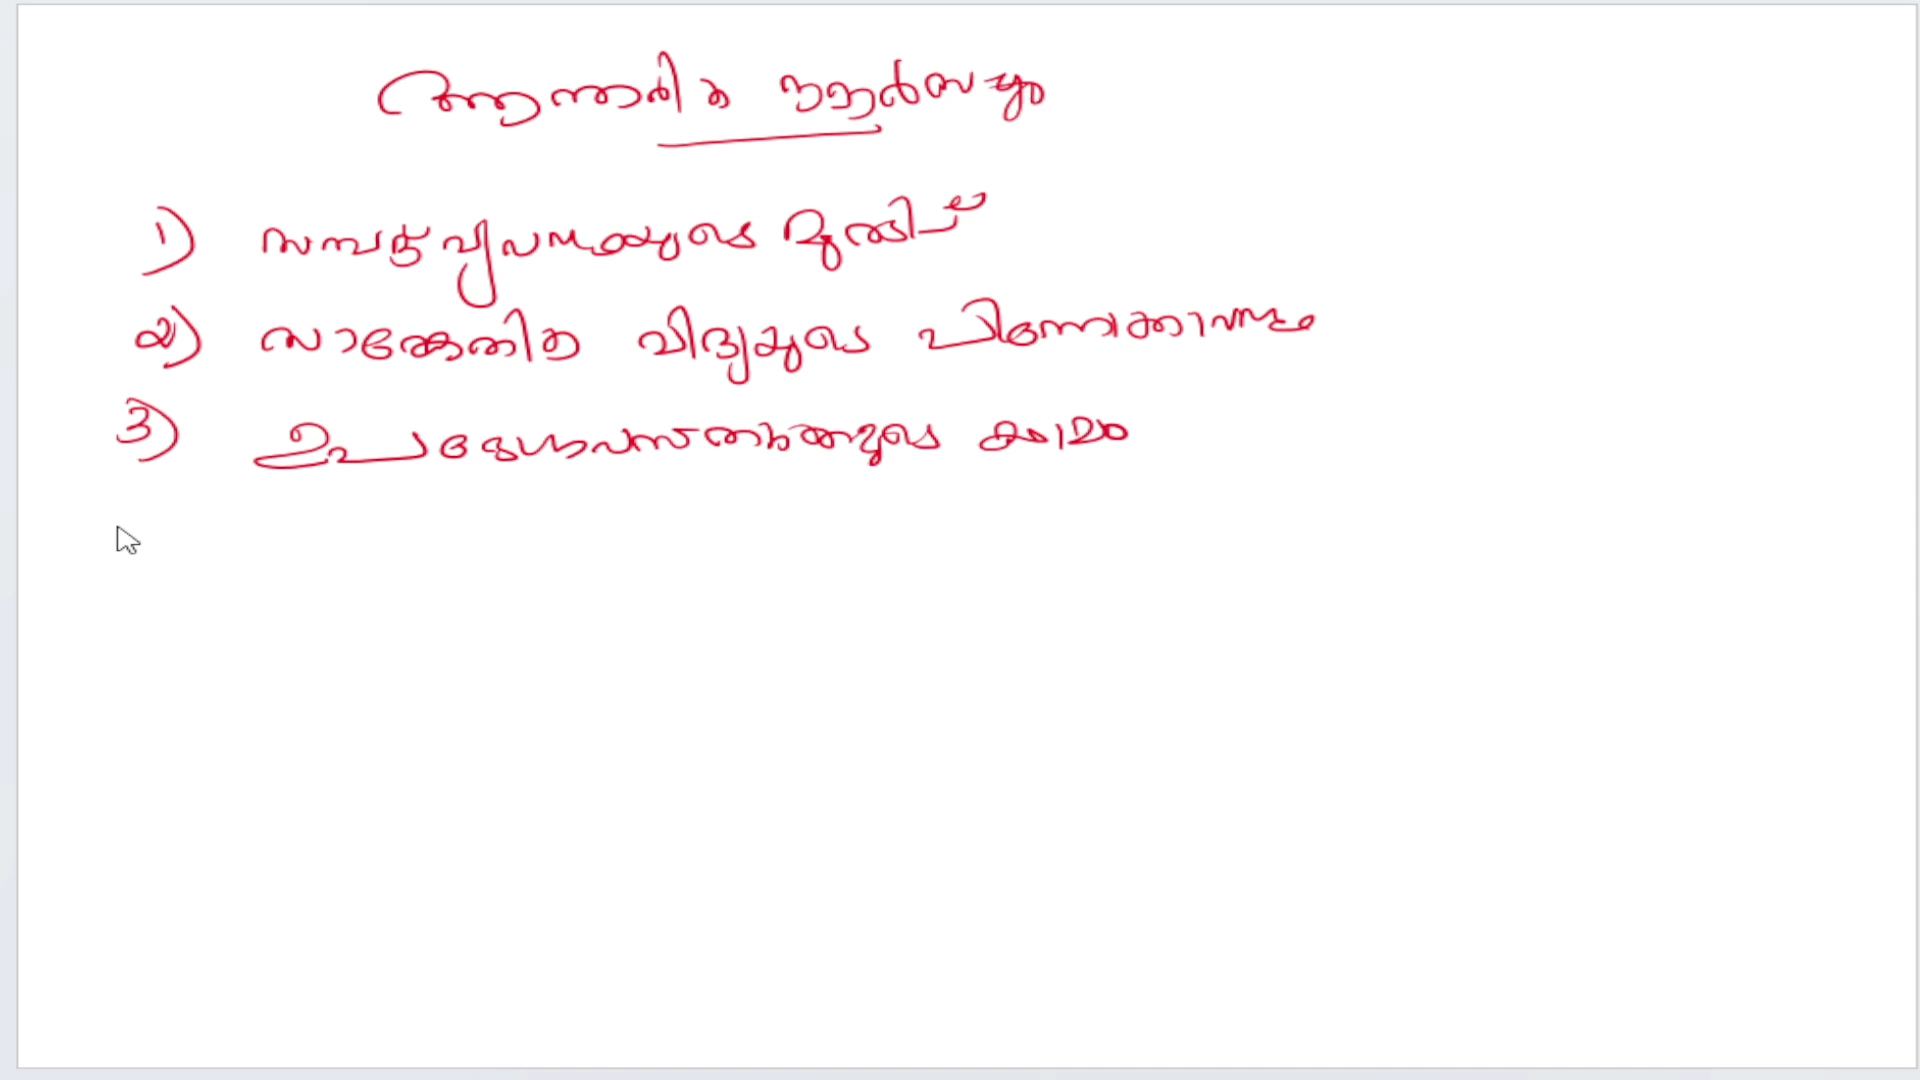 ആന്തരിക ദൗർബല്യം
1) സമ്പദ്വ്യവസ്ഥയുടെ മുരടിപ്പ്
2) സാങ്കേതിക വിദ്യയുടെ പിന്നോക്കാവസ്ഥ
3) ഉപഭോഗവസ്തുക്കളുടെ ക്ഷാമം